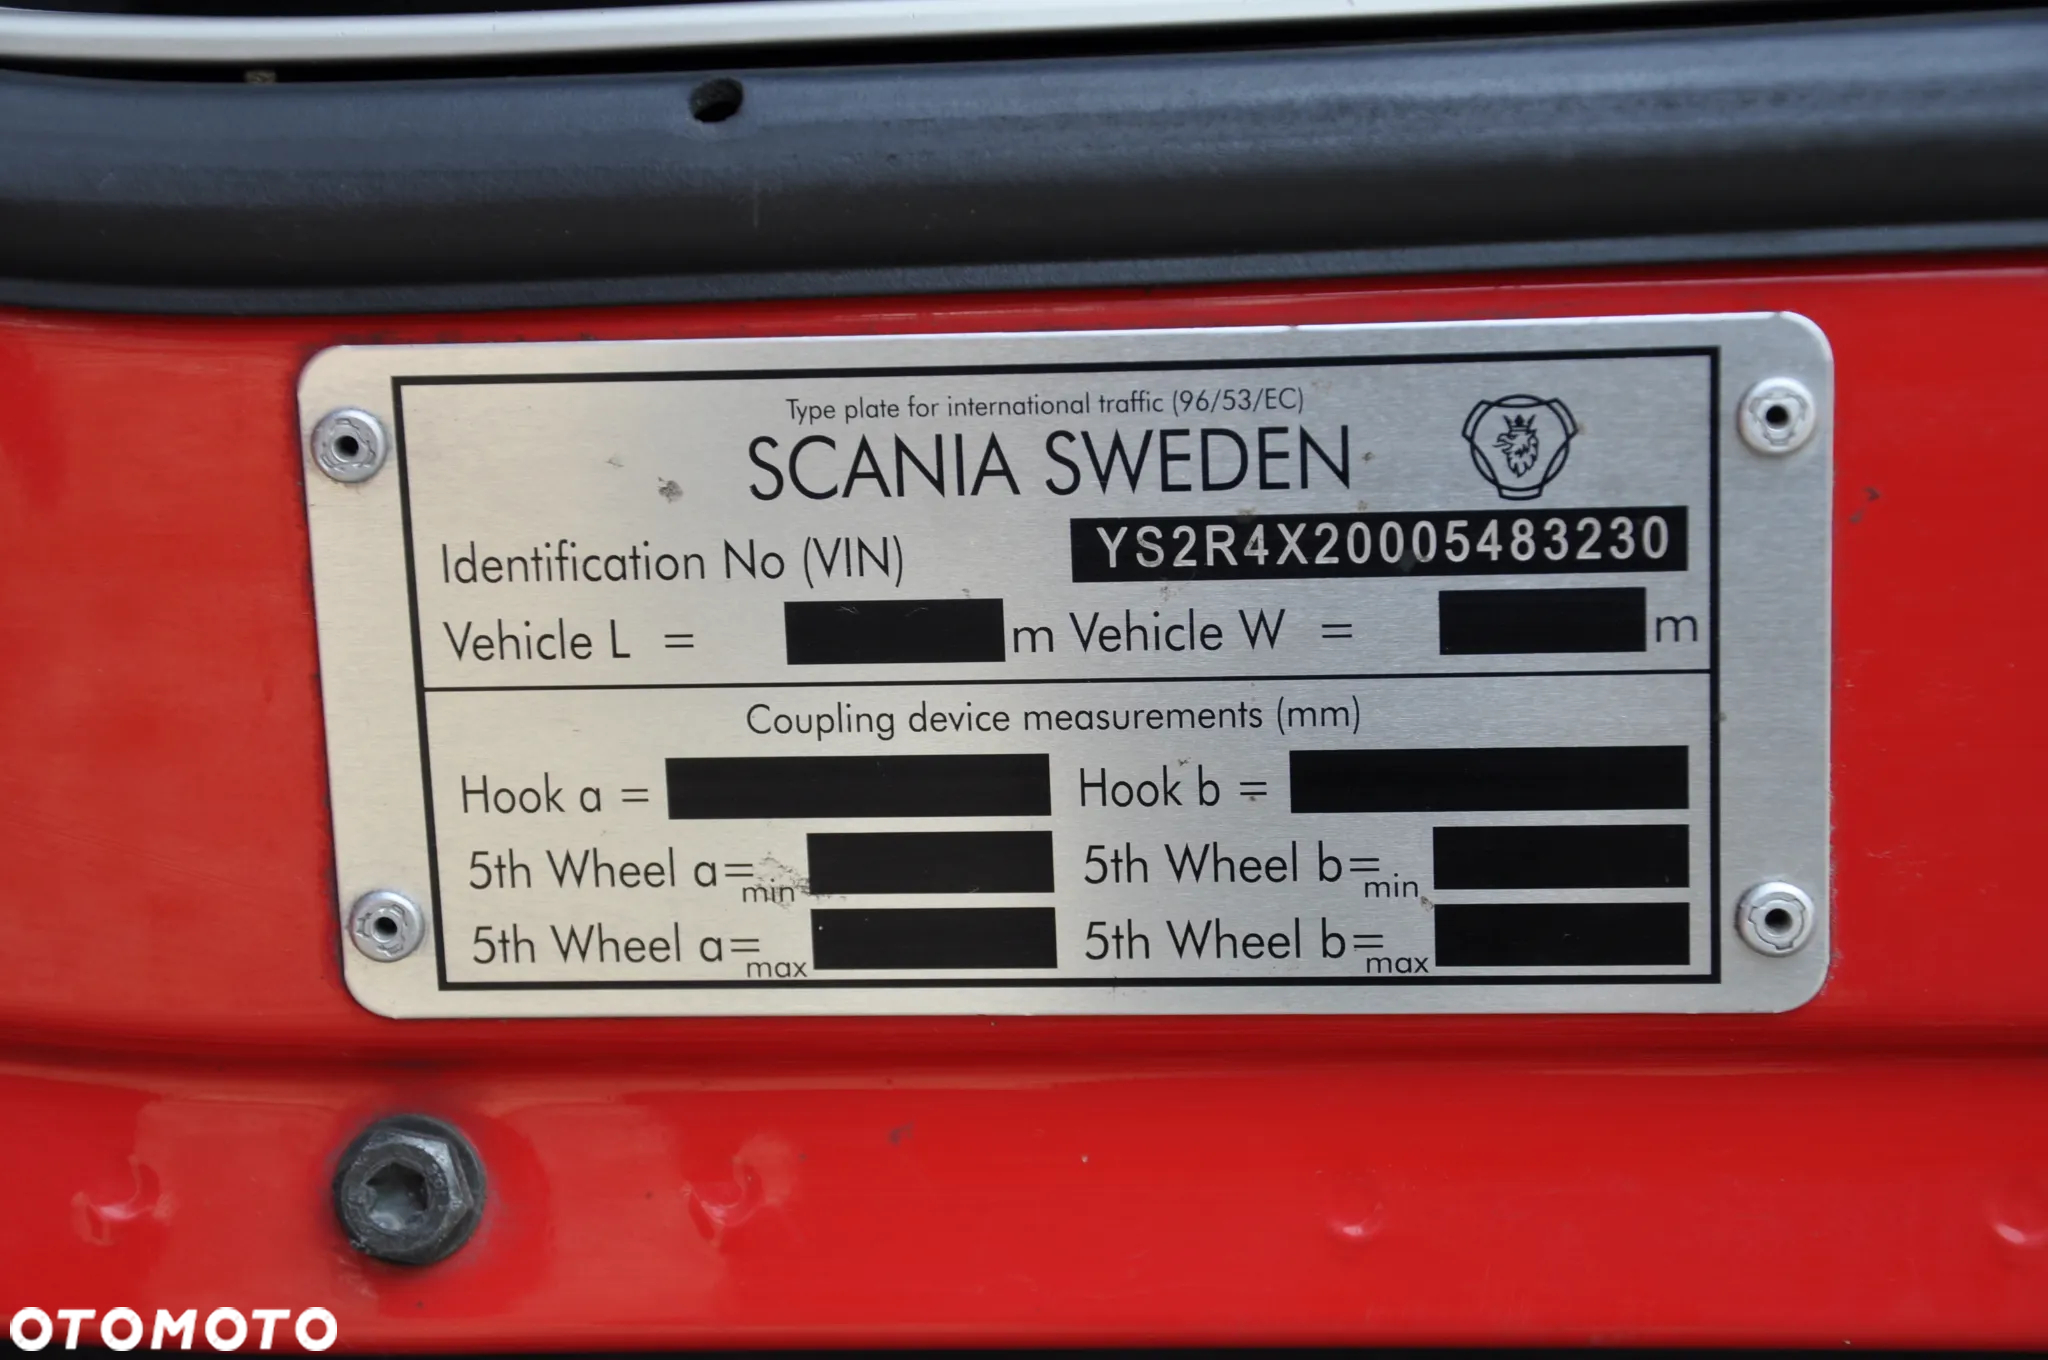 Type plate for international traffic (96/53/EC)
SCANIA SWEDEN
Identification No (VIN) YS2R4X20005483230
Vehicle L = m Vehicle W = m
Coupling device measurements (mm)
Hook a = Hook b =
5th Wheel a=min 5th Wheel b=min
5th Wheel a=max 5th Wheel b=max
OTOMOTO